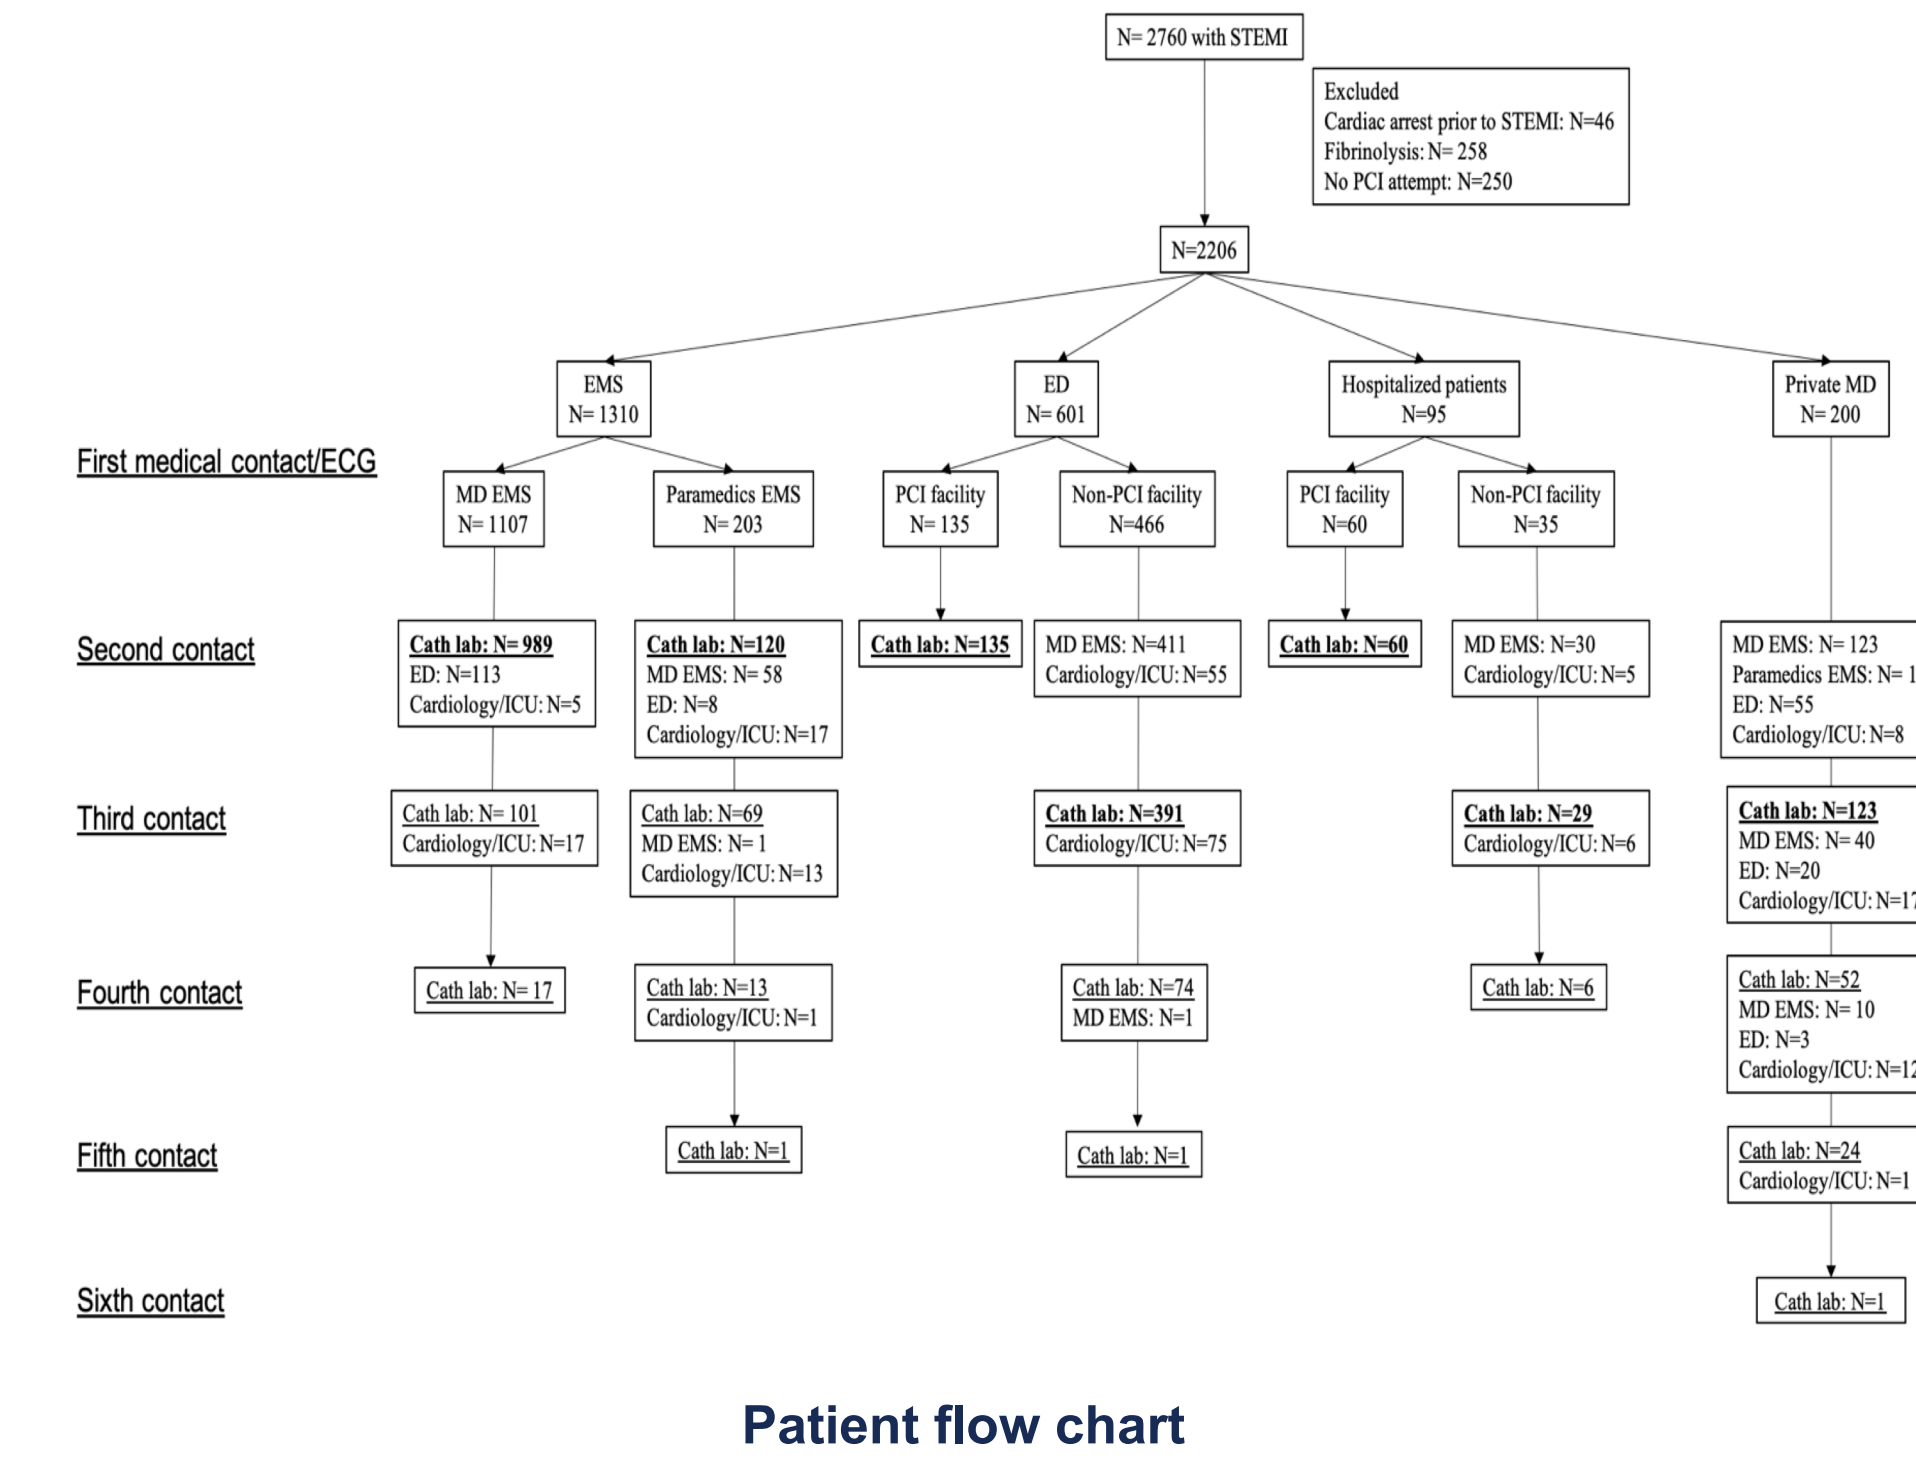 N= 2760 with STEMI
Excluded
Cardiac arrest prior to STEMI: N=46
Fibrinolysis: N= 258
No PCI attempt: N=250
N=2206
EMS
N= 1310
ED
N= 601
Hospitalized patients
N=95
Private MD
N= 200
First medical contact/ECG
MD EMS
N= 1107
Paramedics EMS
N= 203
PCI facility
N= 135
Non-PCI facility
N=466
PCI facility
N=60
Non-PCI facility
N=35
Second contact
Cath lab: N= 989
ED: N=113
Cardiology/ICU: N=5
Cath lab: N=120
MD EMS: N= 58
ED: N=8
Cardiology/ICU: N=17
Cath lab: N=135
MD EMS: N=411
Cardiology/ICU: N=55
Cath lab: N=60
MD EMS: N=30
Cardiology/ICU: N=5
MD EMS: N= 123
Paramedics EMS: N= 1
ED: N=55
Cardiology/ICU: N=8
Third contact
Cath lab: N= 101
Cardiology/ICU: N=17
Cath lab: N=69
MD EMS: N= 1
Cardiology/ICU: N=13
Cath lab: N=391
Cardiology/ICU: N=75
Cath lab: N=29
Cardiology/ICU: N=6
Cath lab: N=123
MD EMS: N= 40
ED: N=20
Cardiology/ICU: N=17
Fourth contact
Cath lab: N= 17
Cath lab: N=13
Cardiology/ICU: N=1
Cath lab: N=74
MD EMS: N=1
Cath lab: N=6
Cath lab: N=52
MD EMS: N= 10
ED: N=3
Cardiology/ICU: N=12
Fifth contact
Cath lab: N=1
Cath lab: N=1
Cath lab: N=24
Cardiology/ICU: N=1
Sixth contact
Cath lab: N=1
Patient flow chart